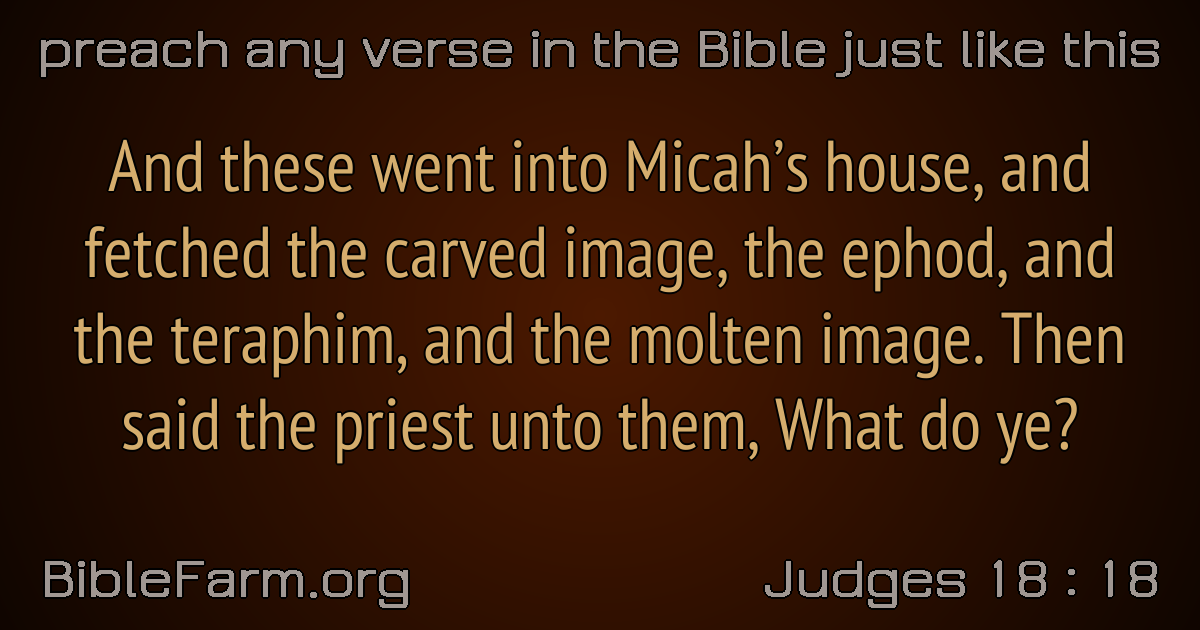 preach any verse in the Bible just like this
And these went into Micah’s house, and
fetched the carved image, the ephod, and
the teraphim, and the molten image. Then
said the priest unto them, What do ye?
BibleFarm.org
Judges 18 : 18